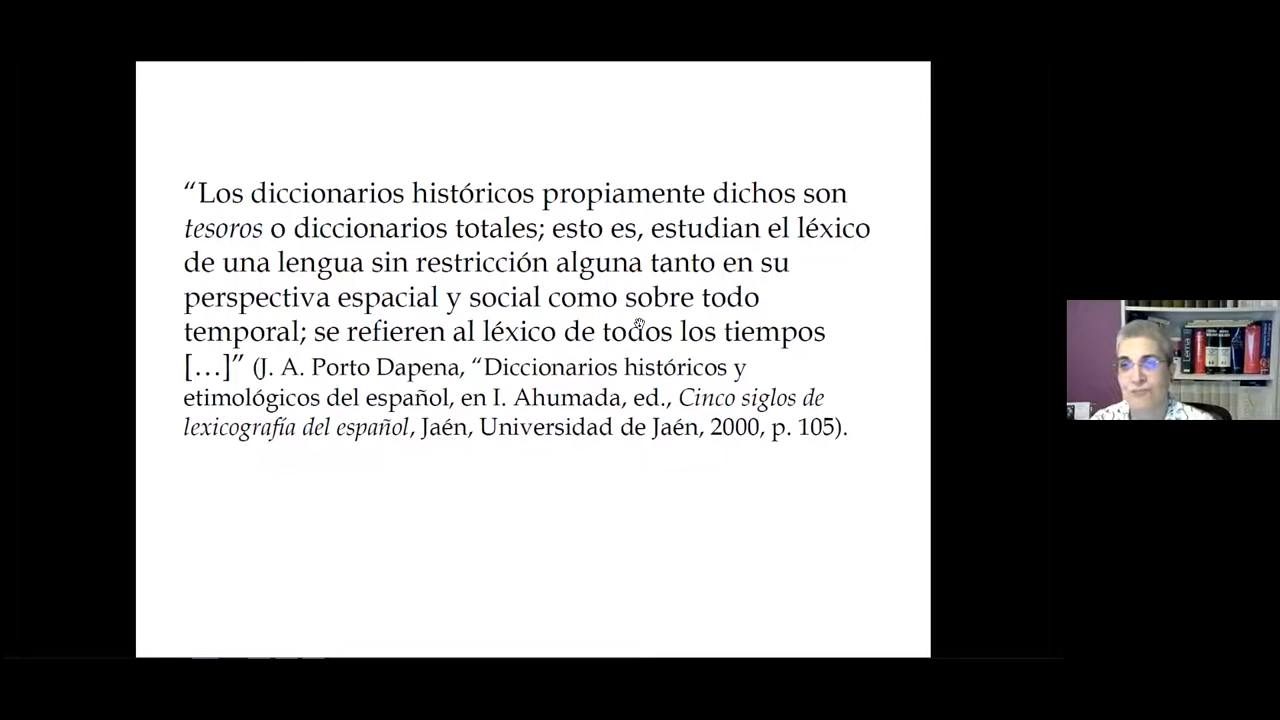 “Los diccionarios históricos propiamente dichos son
tesoros o diccionarios totales; esto es, estudian el léxico
de una lengua sin restricción alguna tanto en su
perspectiva espacial y social como sobre todo
temporal; se refieren al léxico de todos los tiempos
[…]” (J. A. Porto Dapena, “Diccionarios históricos y
etimológicos del español, en I. Ahumada, ed., Cinco siglos de
lexicografía del español, Jaén, Universidad de Jaén, 2000, p. 105).